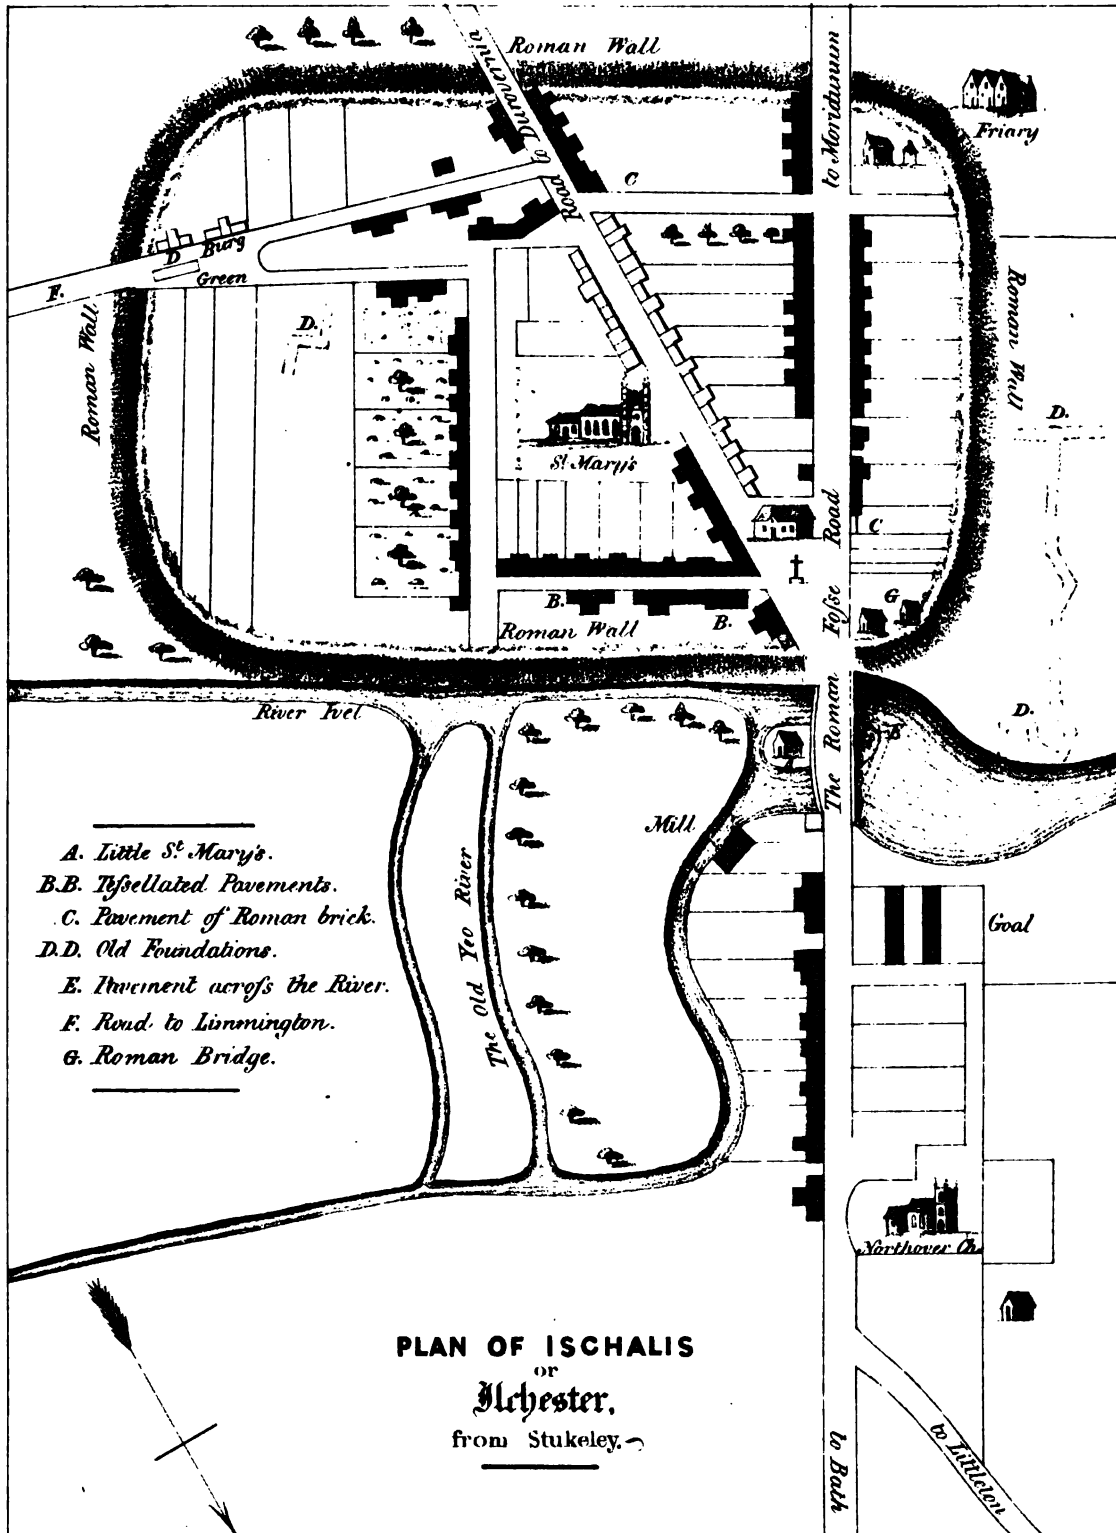 Roman Wall
Road to Durovernia
to Moridunum
Friary
C
D
Burg
Green
F.
Roman Wall
D.
Roman Wall
D.
St. Mary's
C
The Roman Fosse Road
G
B.
B.
Roman Wall
River Ivel
D.
A
E
Mill
The Old Yeo River
A. Little St. Mary's.
B.B. Tessellated Pavements.
C. Pavement of Roman brick.
D.D. Old Foundations.
E. Pavement across the River.
F. Road to Limmington.
G. Roman Bridge.
Goal
Northover Ch.
PLAN OF ISCHALIS
or
Ilchester,
from Stukeley.
to Bath
to Littleton